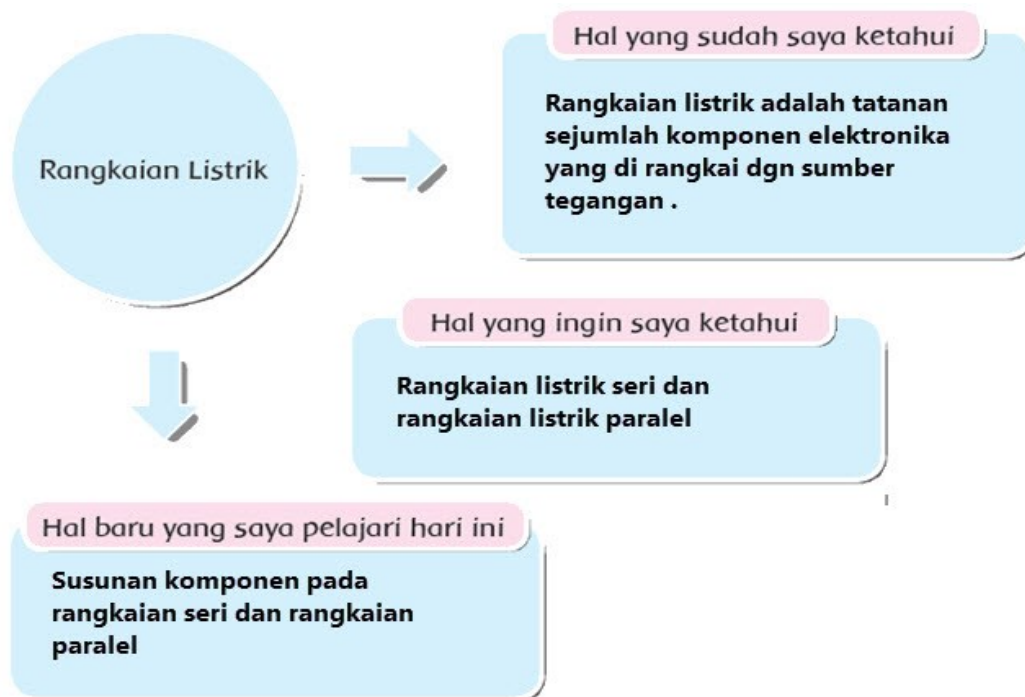 Rangkaian Listrik
Hal yang sudah saya ketahui
Rangkaian listrik adalah tatanan
sejumlah komponen elektronika
yang di rangkai dgn sumber
tegangan .
Hal yang ingin saya ketahui
Rangkaian listrik seri dan
rangkaian listrik paralel
Hal baru yang saya pelajari hari ini
Susunan komponen pada
rangkaian seri dan rangkaian
paralel